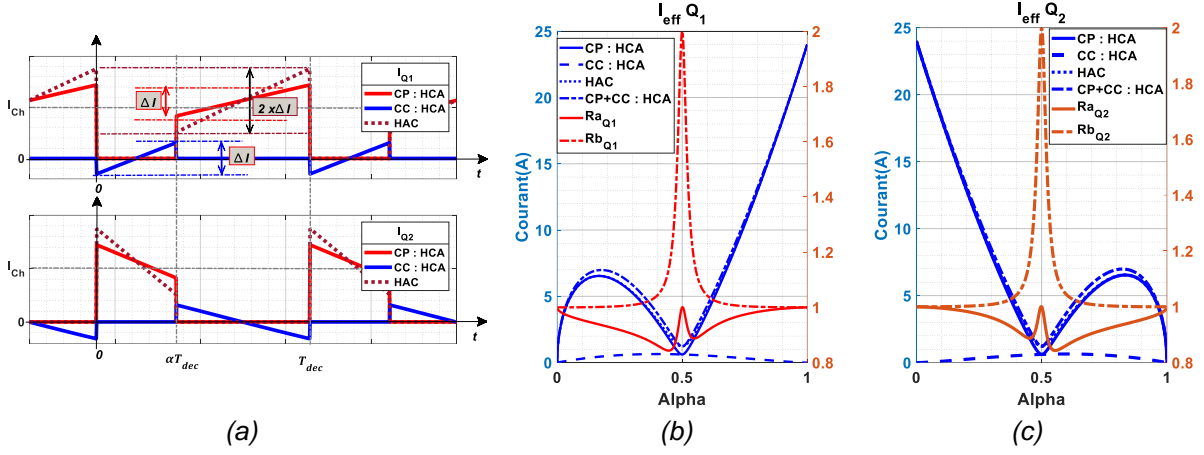 I_Ch
0
ΔI
2 xΔI
ΔI
I_Q1
CP : HCA
CC : HCA
HAC
0
t
I_Ch
0
I_Q2
CP : HCA
CC : HCA
HAC
0
αT_dec
T_dec
t
(a)
I_eff Q_1
CP : HCA
CC : HCA
HAC
CP+CC : HCA
Ra_Q1
Rb_Q1
Courant(A)
25
20
15
10
5
0
2
1.8
1.6
1.4
1.2
1
0.8
0
0.5
1
Alpha
(b)
I_eff Q_2
CP : HCA
CC : HCA
HAC
CP+CC : HCA
Ra_Q2
Rb_Q2
Courant(A)
25
20
15
10
5
0
2
1.8
1.6
1.4
1.2
1
0.8
0
0.5
1
Alpha
(c)